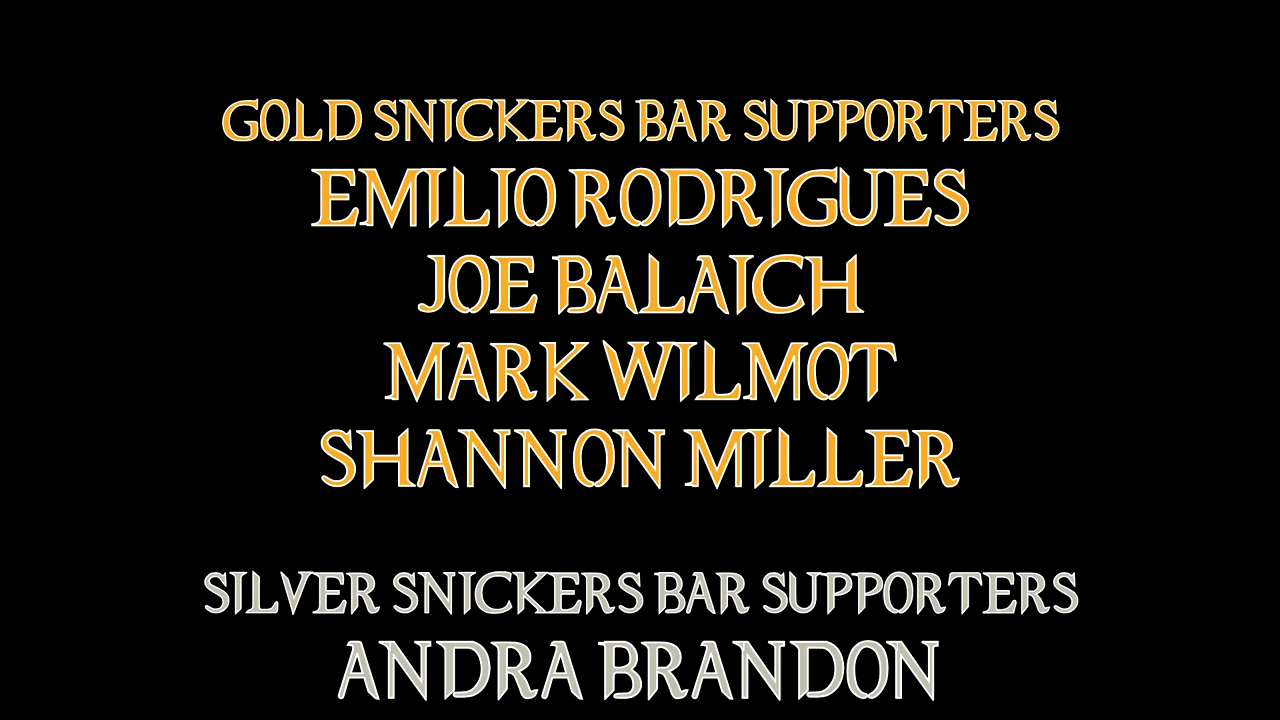 GOLD SNICKERS BAR SUPPORTERS
EMILIO RODRIGUES
JOE BALAICH
MARK WILMOT
SHANNON MILLER
SILVER SNICKERS BAR SUPPORTERS
ANDRA BRANDON